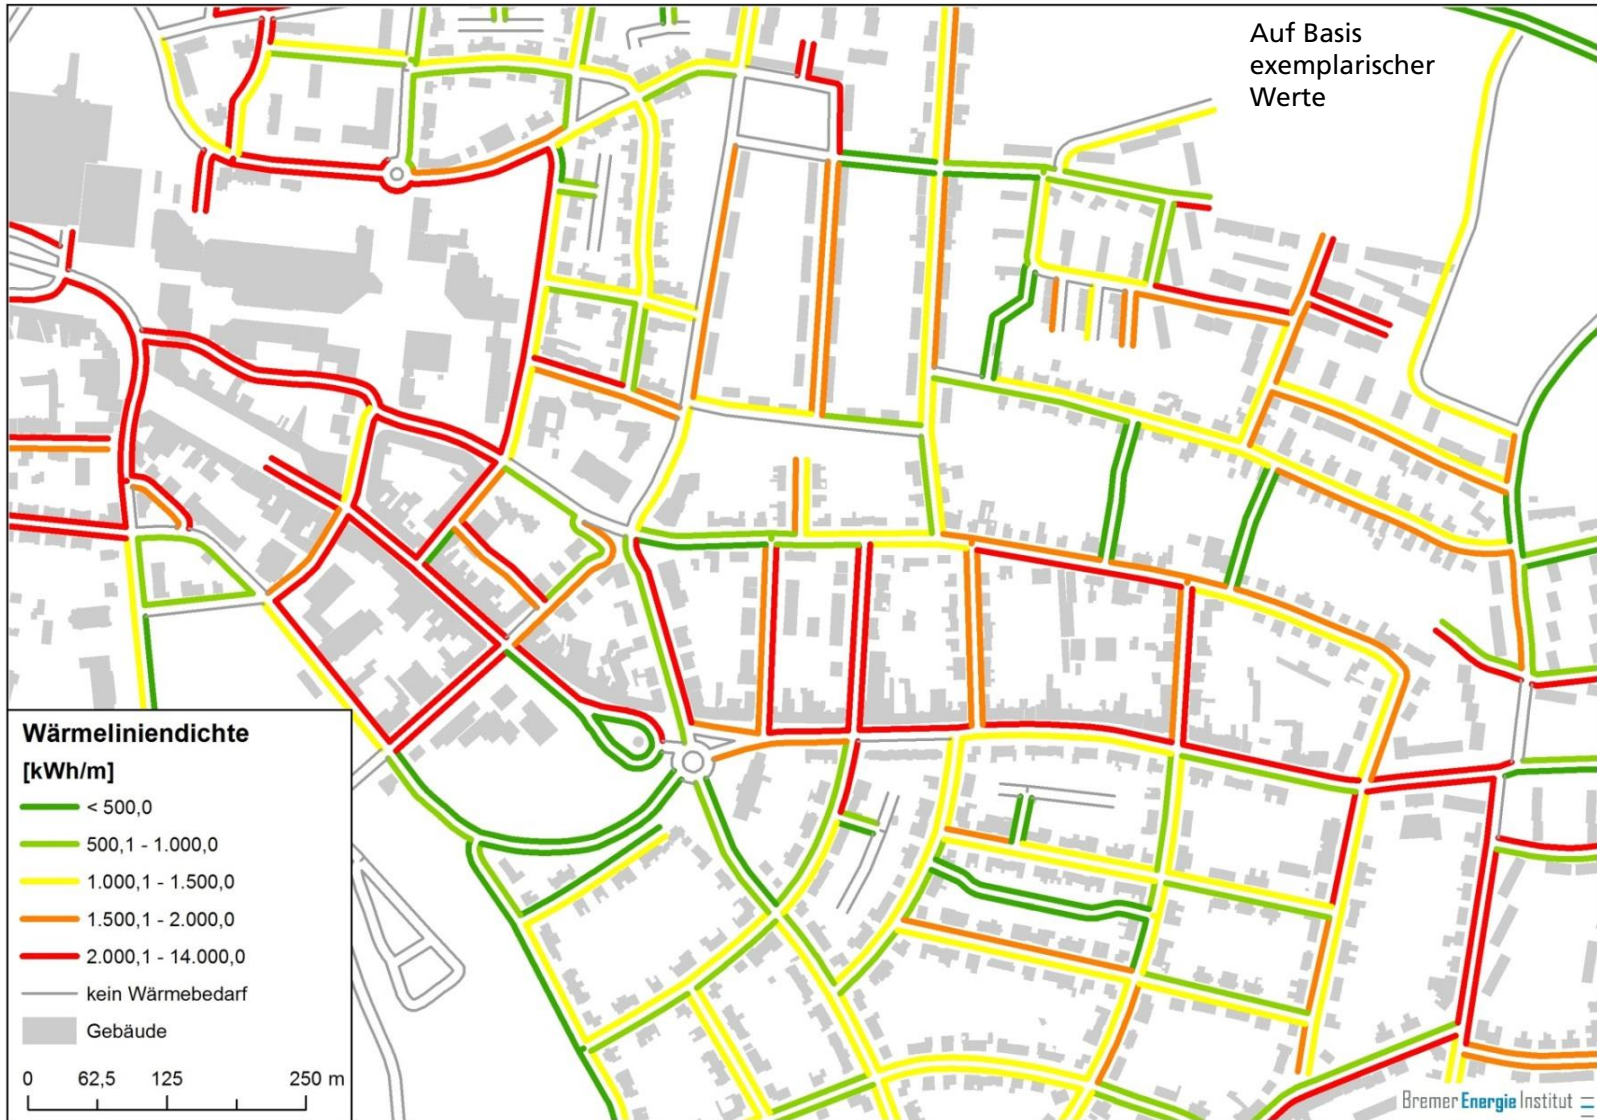 Auf Basis
exemplarischer
Werte
Wärmeliniendichte
[kWh/m]
< 500,0
500,1 - 1.000,0
1.000,1 - 1.500,0
1.500,1 - 2.000,0
2.000,1 - 14.000,0
kein Wärmebedarf
Gebäude
0 62,5 125 250 m
Bremer Energie Institut